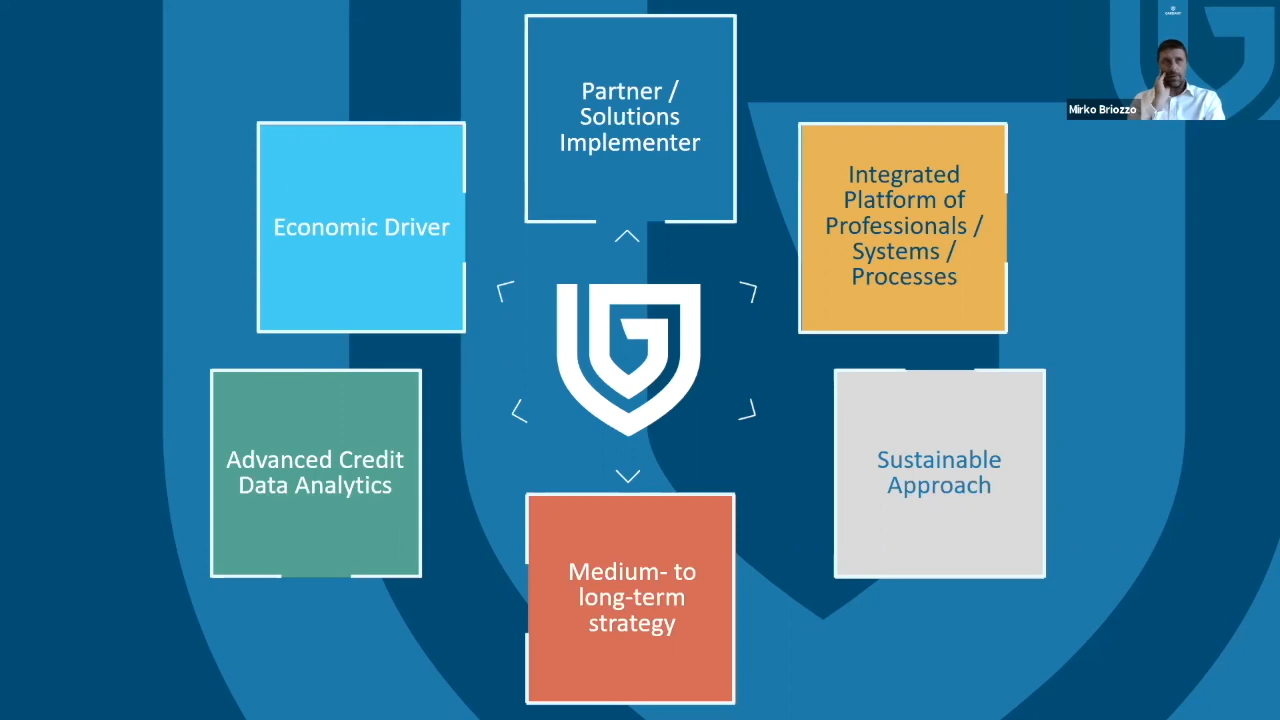 Partner /
Solutions
Implementer
Mirko Briozzo
Economic Driver
Integrated
Platform of
Professionals /
Systems /
Processes
Advanced Credit
Data Analytics
Sustainable
Approach
Medium- to
long-term
strategy